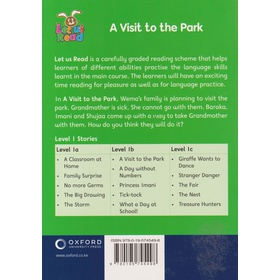 Let us Read
A Visit to the Park
Let us Read is a carefully graded reading scheme that helps
learners of different abilities practise the language skills
learnt in the main course. The learners will have an exciting
time reading for pleasure as well as for language practice.
In A Visit to the Park, Wema's family is planning to visit the
park. Grandmother is sick. She cannot go with them. Baraka,
Imani and Shujaa come up with a way to take Grandmother
with them. How do you think they will do it?
Level 1 Stories
Level 1a
• A Classroom at Home
• Family Surprise
• No more Germs
• The Big Drawing
• The Storm
Level 1b
• A Visit to the Park
• A Day without Numbers
• Princess Imani
• Tick-tock
• What a Day at School!
Level 1c
• Giraffe Wants to Dance
• Stranger Danger
• The Fair
• The Nest
• Treasure Hunters
OXFORD
UNIVERSITY PRESS
www.oxford.co.ke